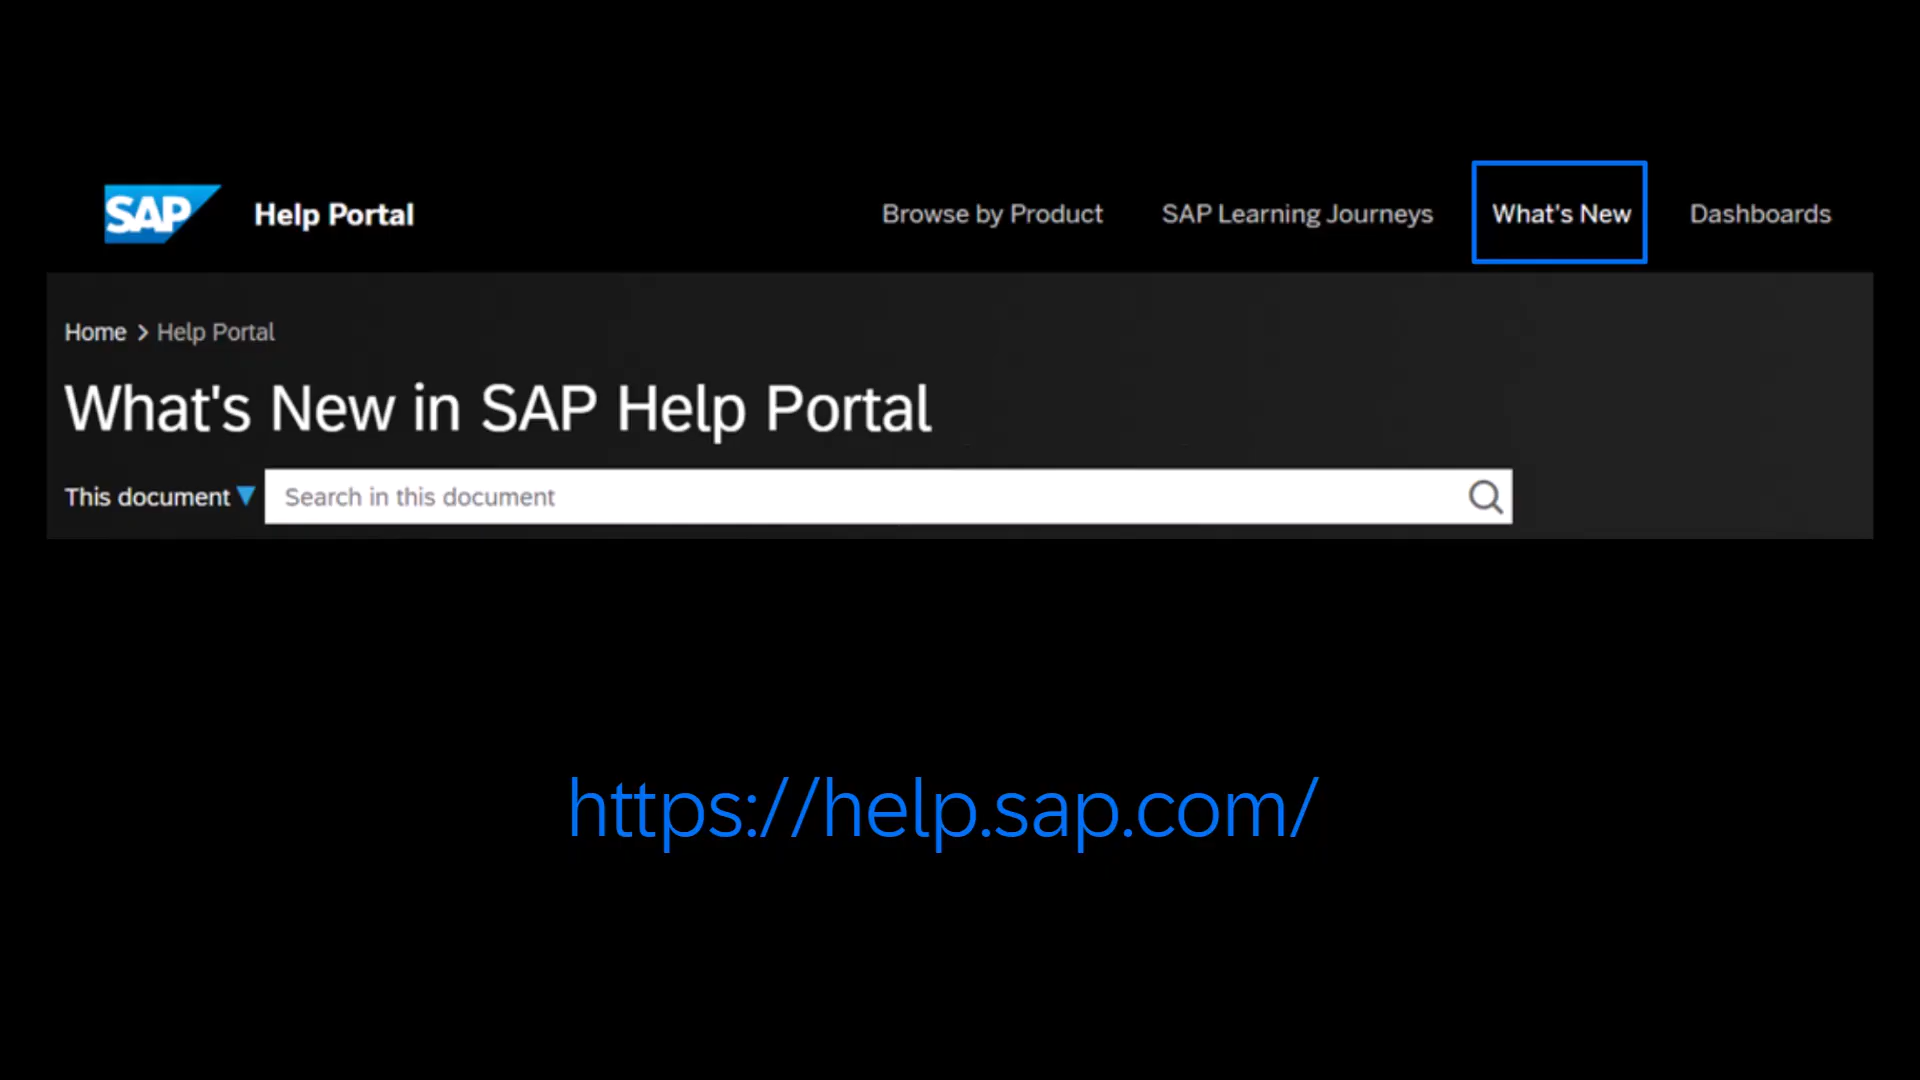 SAP Help Portal Browse by Product SAP Learning Journeys What's New Dashboards
Home > Help Portal
What's New in SAP Help Portal
This document ▼ Search in this document
https://help.sap.com/